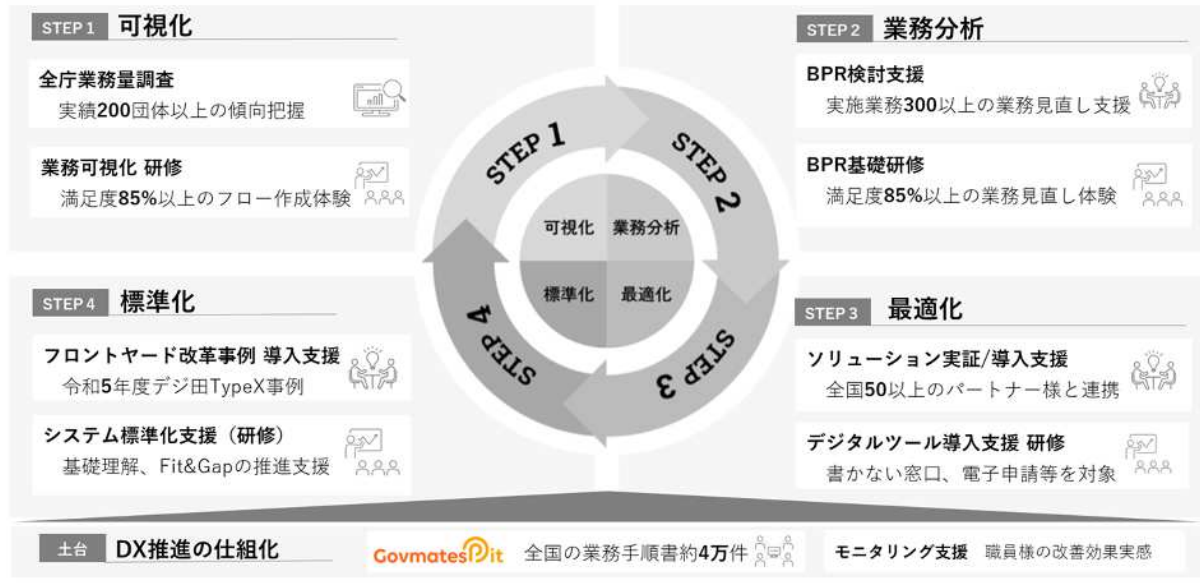 STEP 1 可視化
全庁業務量調査
実績200団体以上の傾向把握
業務可視化 研修
満足度85%以上のフロー作成体験
STEP 2 業務分析
BPR検討支援
実施業務300以上の業務見直し支援
BPR基礎研修
満足度85%以上の業務見直し体験
STEP 1
STEP 2
STEP 3
STEP 4
可視化 業務分析
標準化 最適化
STEP 4 標準化
フロントヤード改革事例 導入支援
令和5年度デジ田TypeX事例
システム標準化支援（研修）
基礎理解、Fit&Gapの推進支援
STEP 3 最適化
ソリューション実証/導入支援
全国50以上のパートナー様と連携
デジタルツール導入支援 研修
書かない窓口、電子申請等を対象
土台 DX推進の仕組化
GovmatesPit 全国の業務手順書約4万件
モニタリング支援 職員様の改善効果実感